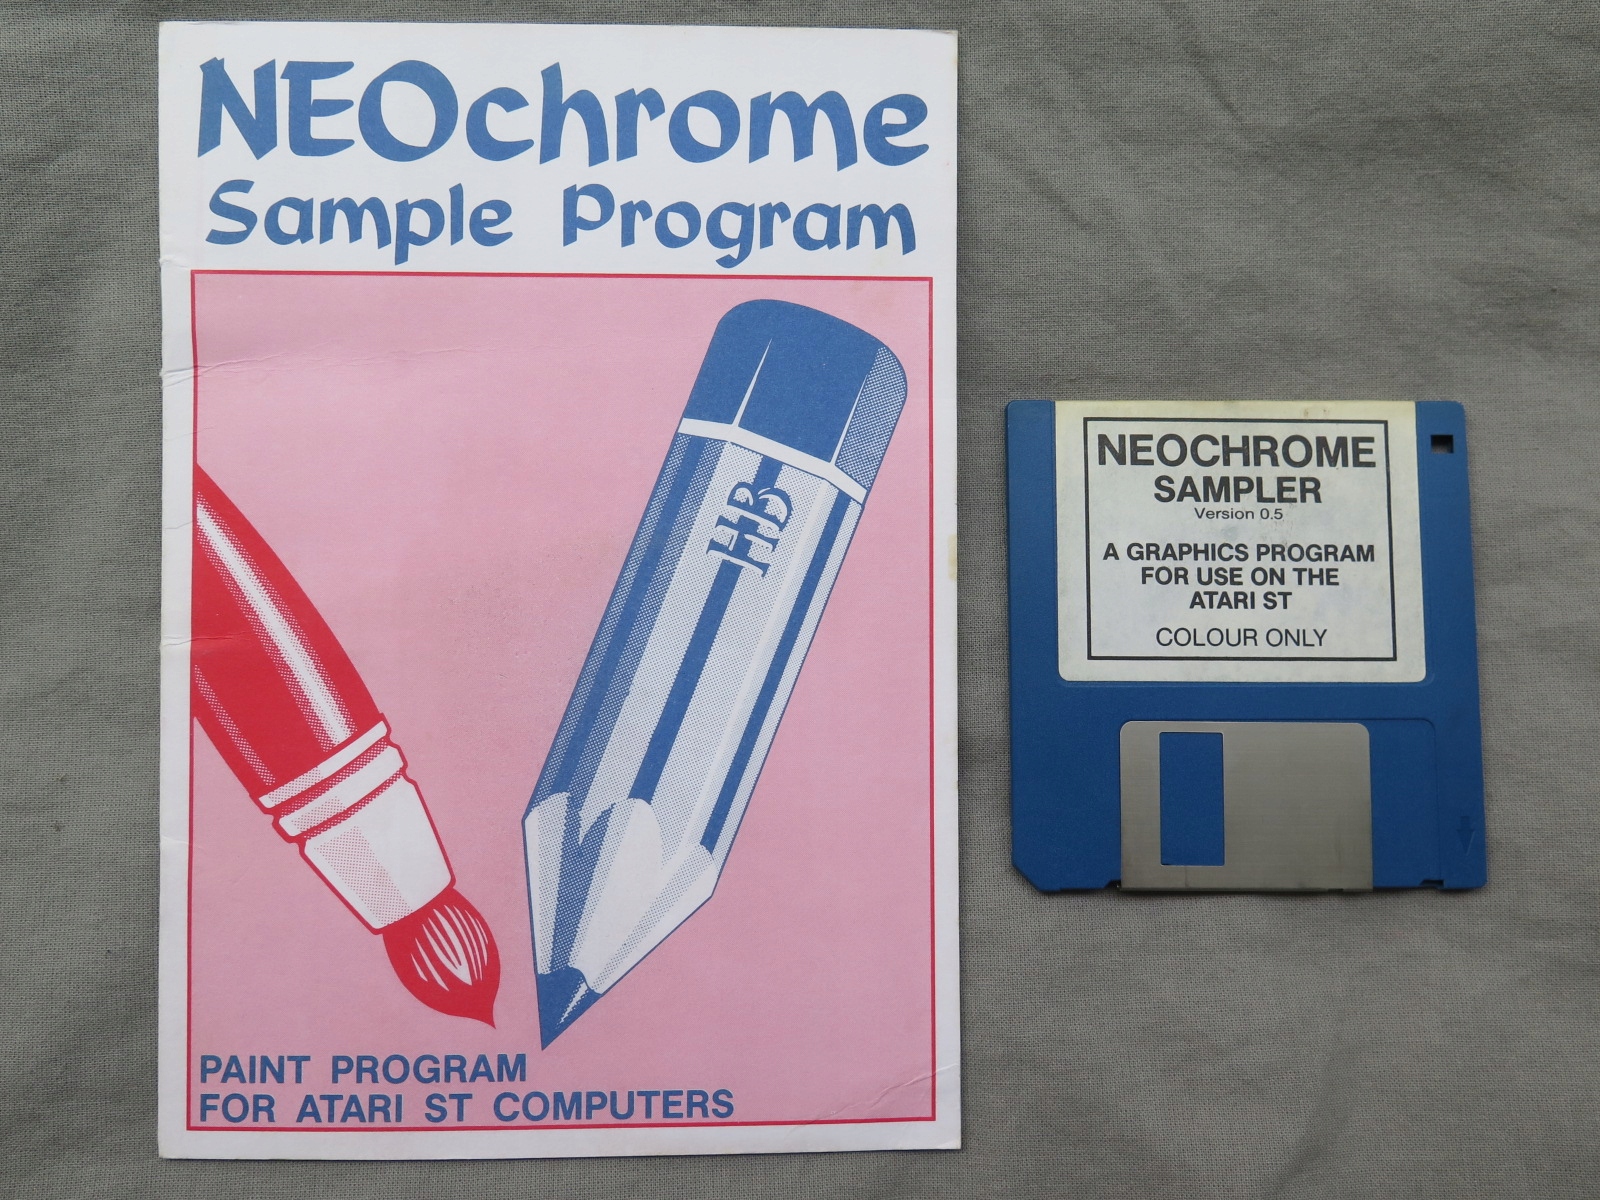 NEOchrome
Sample Program
HB
PAINT PROGRAM
FOR ATARI ST COMPUTERS
NEOCHROME
SAMPLER
Version 0.5
A GRAPHICS PROGRAM
FOR USE ON THE
ATARI ST
COLOUR ONLY